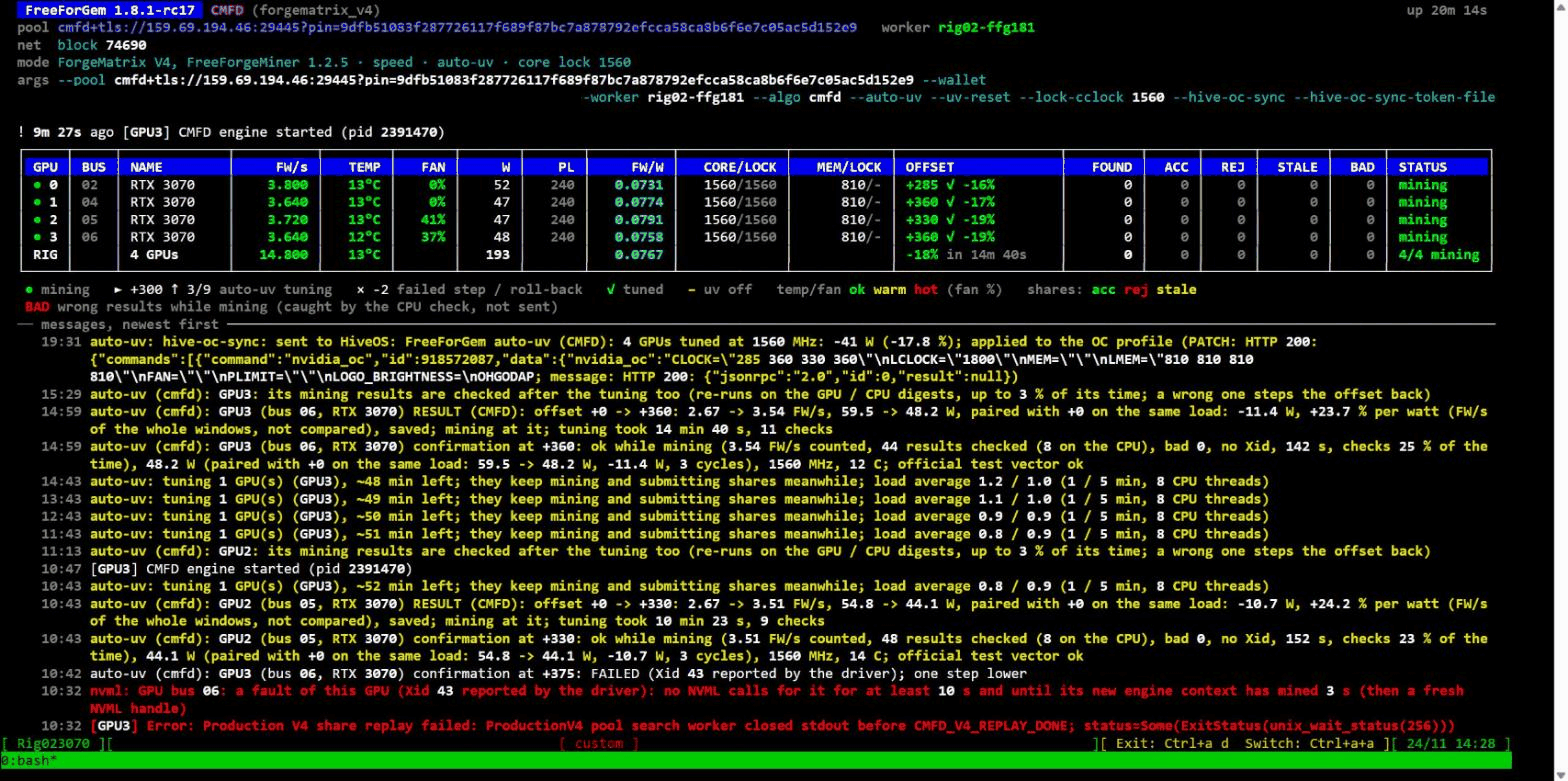 FreeForGem 1.8.1-rc17 CMFD (forgematrix_v4) up 20m 14s
pool cmfd+tls://159.69.194.46:29445?pin=9dfb51083f287726117f689f87bc7a878792efcca58ca8b6f6e7c05ac5d152e9 worker rig02-ffg181
net block 74690
mode ForgeMatrix V4, FreeForgeMiner 1.2.5 · speed · auto-uv · core lock 1560
args --pool cmfd+tls://159.69.194.46:29445?pin=9dfb51083f287726117f689f87bc7a878792efcca58ca8b6f6e7c05ac5d152e9 --wallet
-worker rig02-ffg181 --algo cmfd --auto-uv --uv-reset --lock-cclock 1560 --hive-oc-sync --hive-oc-sync-token-file
! 9m 27s ago [GPU3] CMFD engine started (pid 2391470)
GPU BUS NAME FW/s TEMP FAN W PL FW/W CORE/LOCK MEM/LOCK OFFSET FOUND ACC REJ STALE BAD STATUS
● 0 02 RTX 3070 3.800 13°C 0% 52 240 0.0731 1560/1560 810/- +285 √ -16% 0 0 0 0 0 mining
● 1 04 RTX 3070 3.640 13°C 0% 47 240 0.0774 1560/1560 810/- +360 √ -17% 0 0 0 0 0 mining
● 2 05 RTX 3070 3.720 13°C 41% 47 240 0.0791 1560/1560 810/- +330 √ -19% 0 0 0 0 0 mining
● 3 06 RTX 3070 3.640 12°C 37% 48 240 0.0758 1560/1560 810/- +360 √ -19% 0 0 0 0 0 mining
RIG 4 GPUs 14.800 13°C 193 0.0767 -18% in 14m 40s 0 0 0 0 0 4/4 mining
● mining ► +300 ↑ 3/9 auto-uv tuning × -2 failed step / roll-back √ tuned – uv off temp/fan ok warm hot (fan %) shares: acc rej stale
BAD wrong results while mining (caught by the CPU check, not sent)
── messages, newest first ──
19:31 auto-uv: hive-oc-sync: sent to HiveOS: FreeForGem auto-uv (CMFD): 4 GPUs tuned at 1560 MHz: -41 W (-17.8 %); applied to the OC profile (PATCH: HTTP 200:
{"commands":[{"command":"nvidia_oc","id":918572087,"data":{"nvidia_oc":"CLOCK=\"285 360 330 360\"\nLCLOCK=\"1800\"\nMEM=\"\"\nLMEM=\"810 810 810
810\"\nFAN=\"\"\nPLIMIT=\"\"\nLOGO_BRIGHTNESS=\nOHGODAP; message: HTTP 200: {"jsonrpc":"2.0","id":0,"result":null})
15:29 auto-uv (cmfd): GPU3: its mining results are checked after the tuning too (re-runs on the GPU / CPU digests, up to 3 % of its time; a wrong one steps the offset back)
14:59 auto-uv (cmfd): GPU3 (bus 06, RTX 3070) RESULT (CMFD): offset +0 -> +360: 2.67 -> 3.54 FW/s, 59.5 -> 48.2 W, paired with +0 on the same load: -11.4 W, +23.7 % per watt (FW/s
of the whole windows, not compared), saved; mining at it; tuning took 14 min 40 s, 11 checks
14:59 auto-uv (cmfd): GPU3 (bus 06, RTX 3070) confirmation at +360: ok while mining (3.54 FW/s counted, 44 results checked (8 on the CPU), bad 0, no Xid, 142 s, checks 25 % of the
time), 48.2 W (paired with +0 on the same load: 59.5 -> 48.2 W, -11.4 W, 3 cycles), 1560 MHz, 12 C; official test vector ok
14:43 auto-uv: tuning 1 GPU(s) (GPU3), ~48 min left; they keep mining and submitting shares meanwhile; load average 1.2 / 1.0 (1 / 5 min, 8 CPU threads)
13:43 auto-uv: tuning 1 GPU(s) (GPU3), ~49 min left; they keep mining and submitting shares meanwhile; load average 1.1 / 1.0 (1 / 5 min, 8 CPU threads)
12:43 auto-uv: tuning 1 GPU(s) (GPU3), ~50 min left; they keep mining and submitting shares meanwhile; load average 0.9 / 0.9 (1 / 5 min, 8 CPU threads)
11:43 auto-uv: tuning 1 GPU(s) (GPU3), ~51 min left; they keep mining and submitting shares meanwhile; load average 0.8 / 0.9 (1 / 5 min, 8 CPU threads)
11:13 auto-uv (cmfd): GPU2: its mining results are checked after the tuning too (re-runs on the GPU / CPU digests, up to 3 % of its time; a wrong one steps the offset back)
10:47 [GPU3] CMFD engine started (pid 2391470)
10:43 auto-uv: tuning 1 GPU(s) (GPU3), ~52 min left; they keep mining and submitting shares meanwhile; load average 0.8 / 0.9 (1 / 5 min, 8 CPU threads)
10:43 auto-uv (cmfd): GPU2 (bus 05, RTX 3070) RESULT (CMFD): offset +0 -> +330: 2.67 -> 3.51 FW/s, 54.8 -> 44.1 W, paired with +0 on the same load: -10.7 W, +24.2 % per watt (FW/s
of the whole windows, not compared), saved; mining at it; tuning took 10 min 23 s, 9 checks
10:43 auto-uv (cmfd): GPU2 (bus 05, RTX 3070) confirmation at +330: ok while mining (3.51 FW/s counted, 48 results checked (8 on the CPU), bad 0, no Xid, 152 s, checks 23 % of the
time), 44.1 W (paired with +0 on the same load: 54.8 -> 44.1 W, -10.7 W, 3 cycles), 1560 MHz, 14 C; official test vector ok
10:42 auto-uv (cmfd): GPU3 (bus 06, RTX 3070) confirmation at +375: FAILED (Xid 43 reported by the driver); one step lower
10:32 nvml: GPU bus 06: a fault of this GPU (Xid 43 reported by the driver): no NVML calls for it for at least 10 s and until its new engine context has mined 3 s (then a fresh
NVML handle)
10:32 [GPU3] Error: Production V4 share replay failed: ProductionV4 pool search worker closed stdout before CMFD_V4_REPLAY_DONE; status=Some(ExitStatus(unix_wait_status(256)))
[ Rig023070 ][ [ custom ] ][ Exit: Ctrl+a d Switch: Ctrl+a+a ][ 24/11 14:28 ]
0:bash*